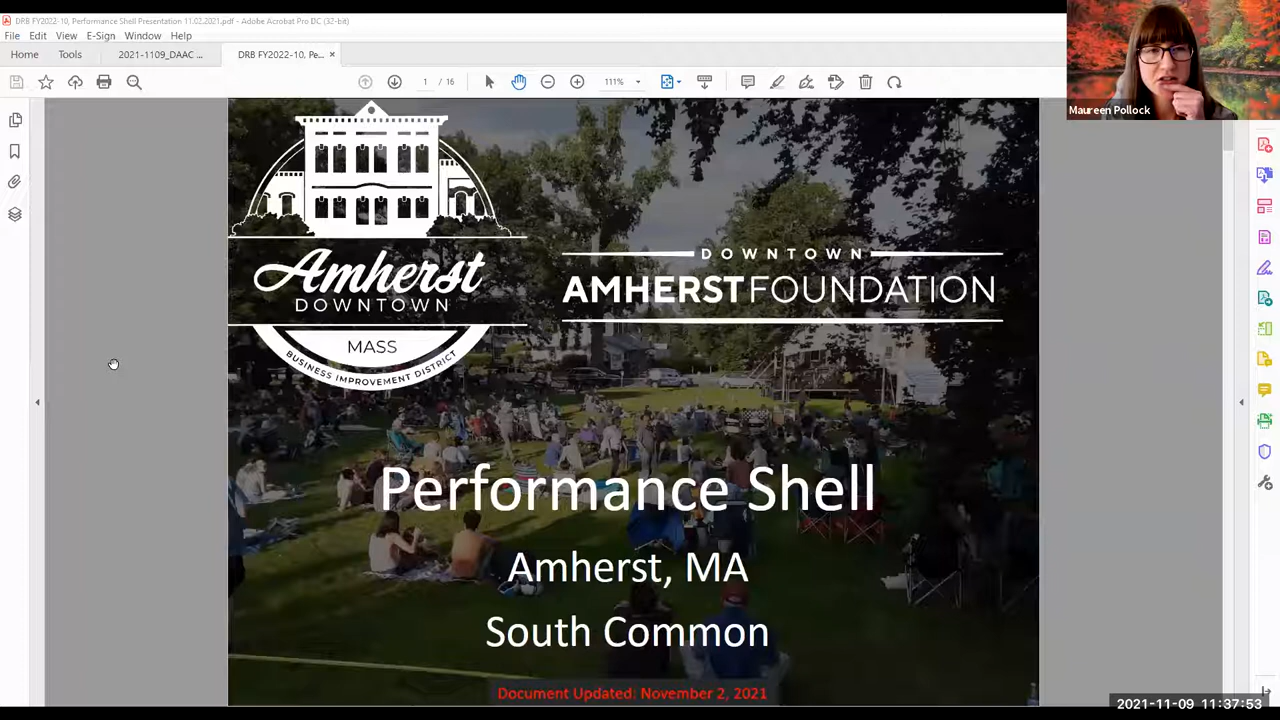 DRB FY2022-10, Performance Shell Presentation 11.02.2021.pdf - Adobe Acrobat Pro DC (32-bit)
File Edit View E-Sign Window Help
Home Tools 2021-1109_DAAC ... DRB FY2022-10, Pe... ×
1 / 16 111%
Maureen Pollock
Amherst
DOWNTOWN
MASS
BUSINESS IMPROVEMENT DISTRICT
DOWNTOWN
AMHERSTFOUNDATION
Performance Shell
Amherst, MA
South Common
Document Updated: November 2, 2021
2021-11-09 11:37:53